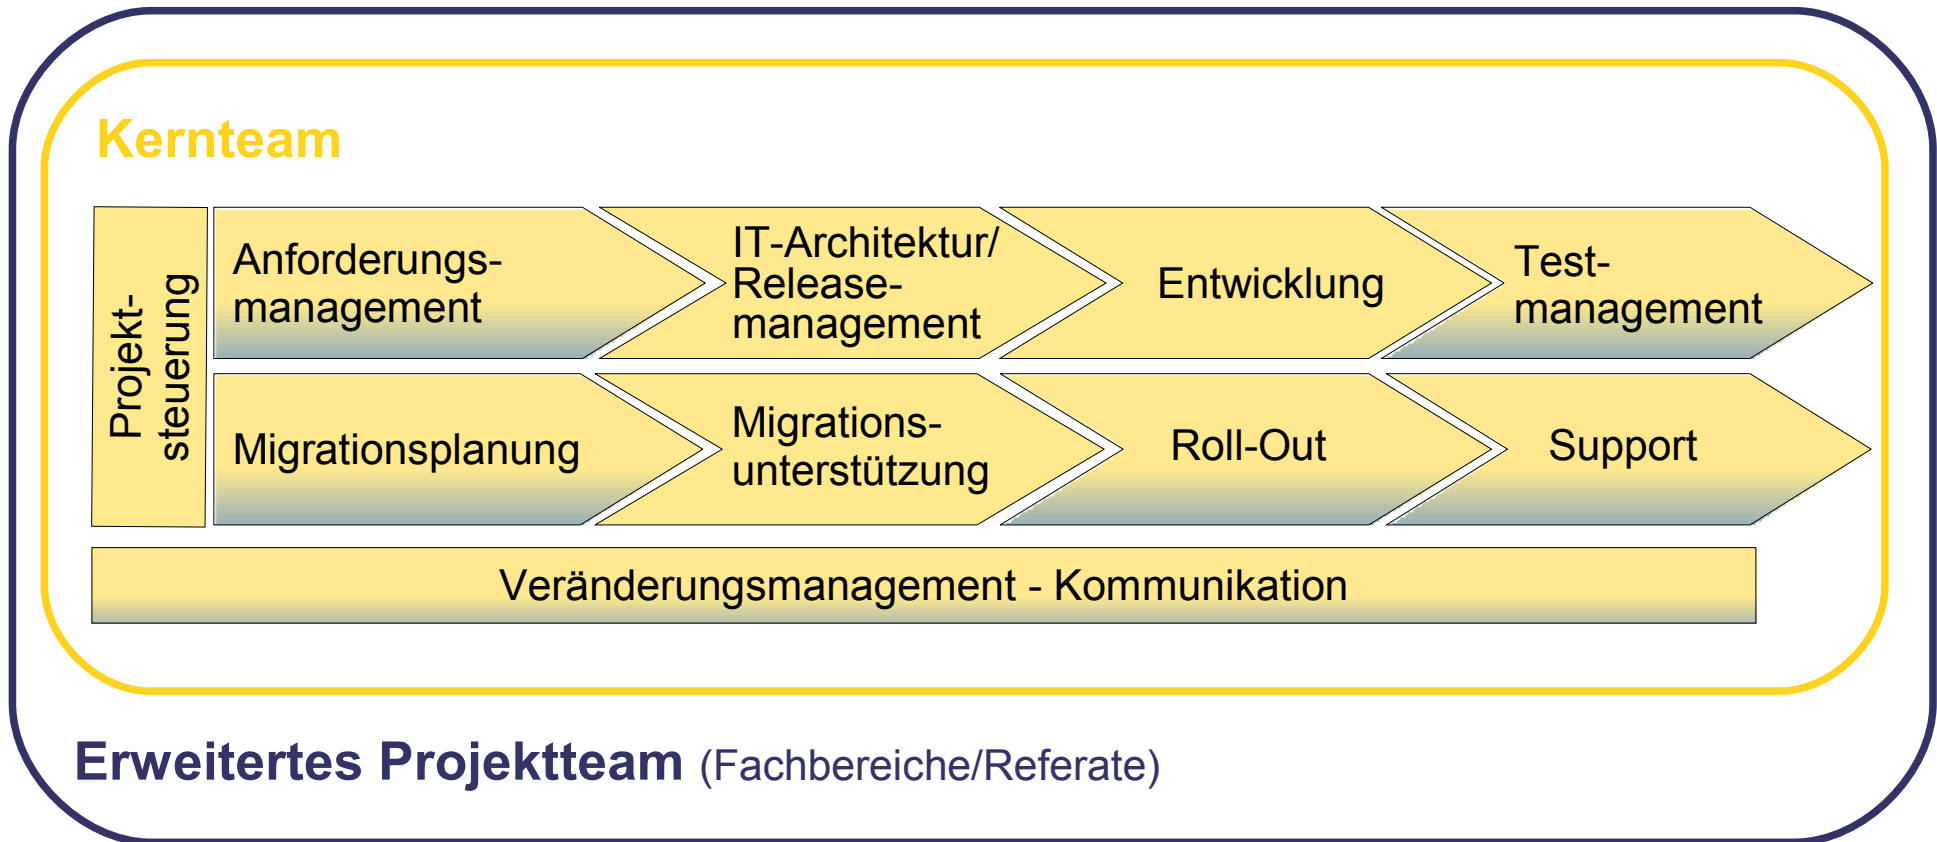 Kernteam
Projekt-
steuerung
Anforderungs-
management
IT-Architektur/
Release-
management
Entwicklung
Test-
management
Migrationsplanung
Migrations-
unterstützung
Roll-Out
Support
Veränderungsmanagement - Kommunikation
Erweitertes Projektteam (Fachbereiche/Referate)